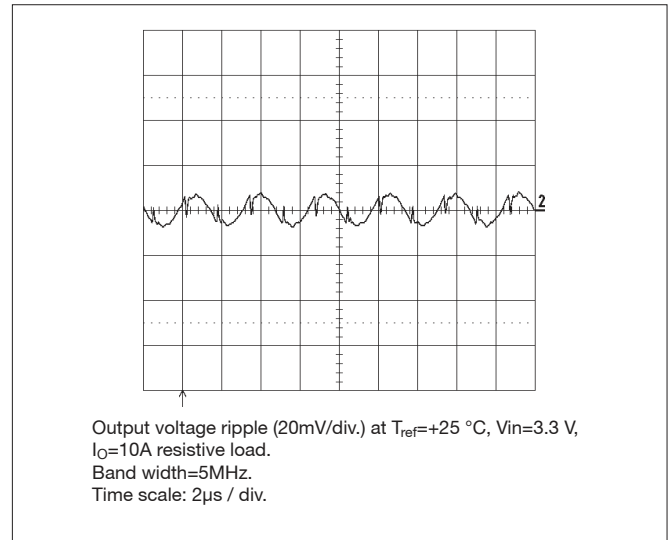 2
Output voltage ripple (20mV/div.) at Tref=+25 °C, Vin=3.3 V,
IO=10A resistive load.
Band width=5MHz.
Time scale: 2µs / div.